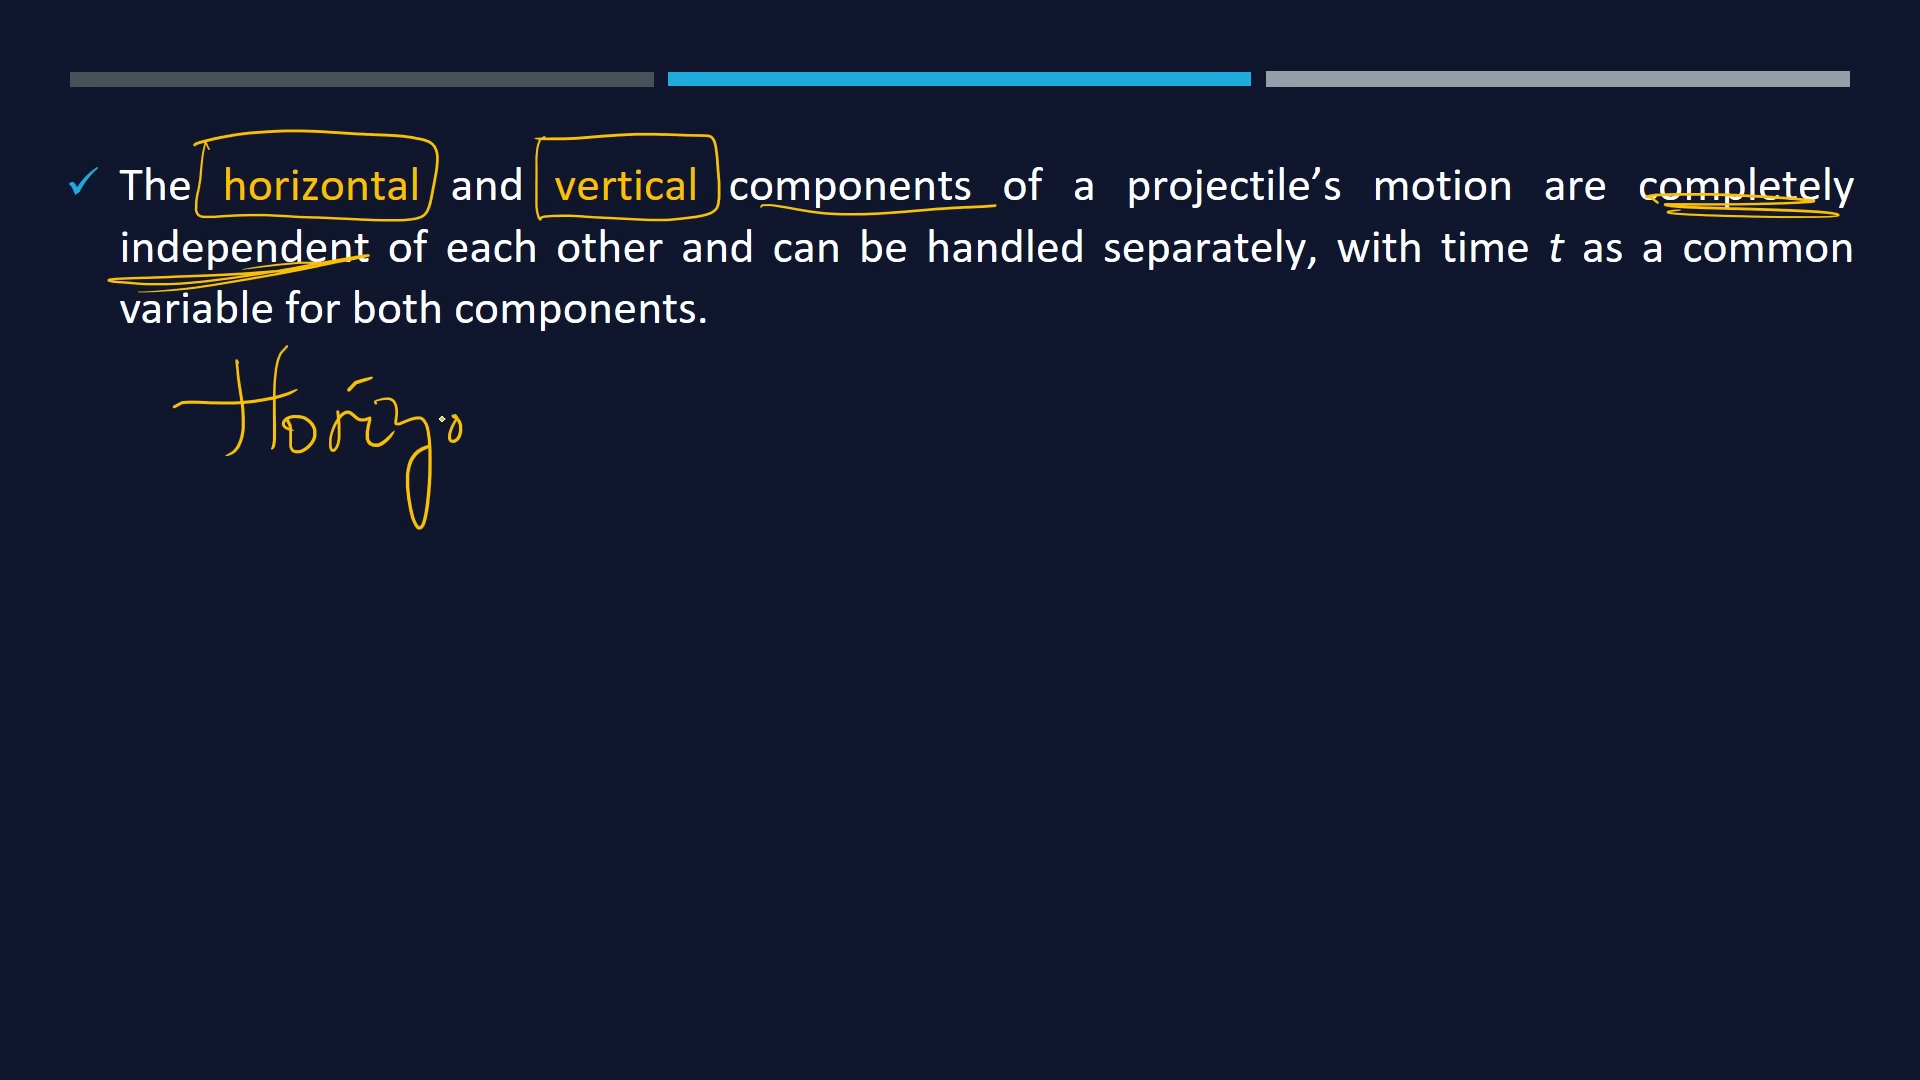 The horizontal and vertical components of a projectile’s motion are completely
independent of each other and can be handled separately, with time t as a common
variable for both components.
Horizo